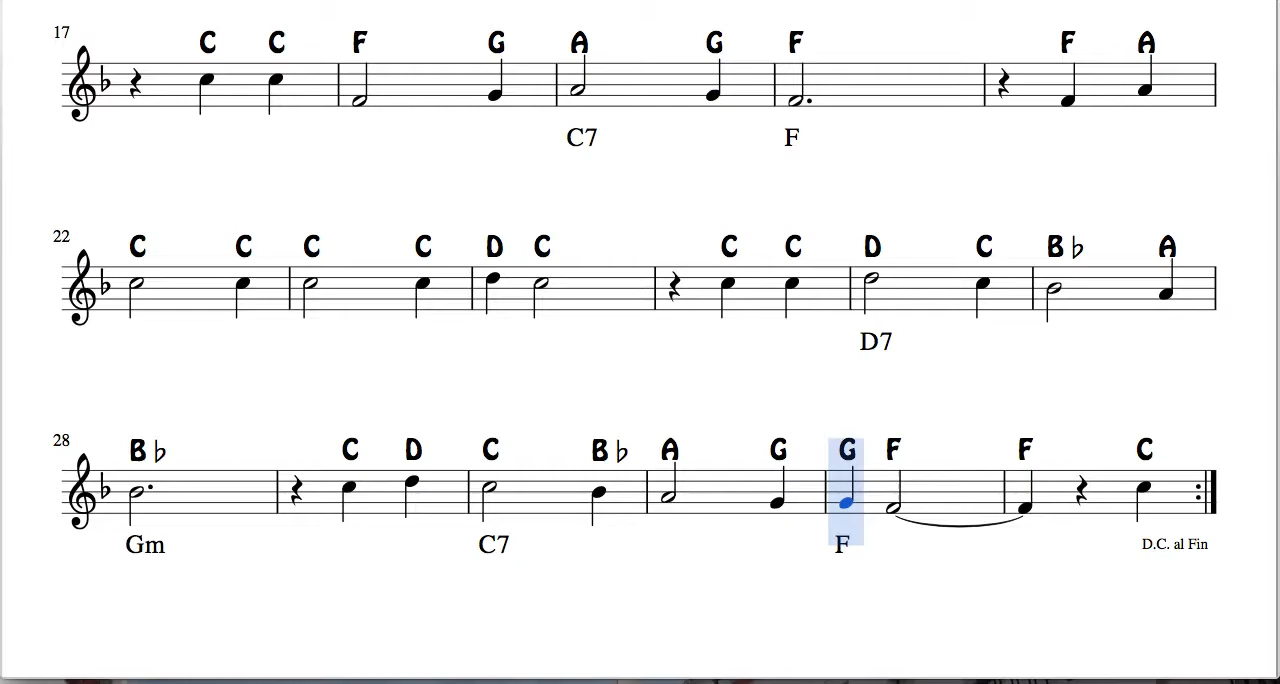 17
C C F G A G F F A
C7 F
22
C C C C D C C C D C B♭ A
D7
28
B♭ C D C B♭ A G G F F C
Gm C7 F D.C. al Fin